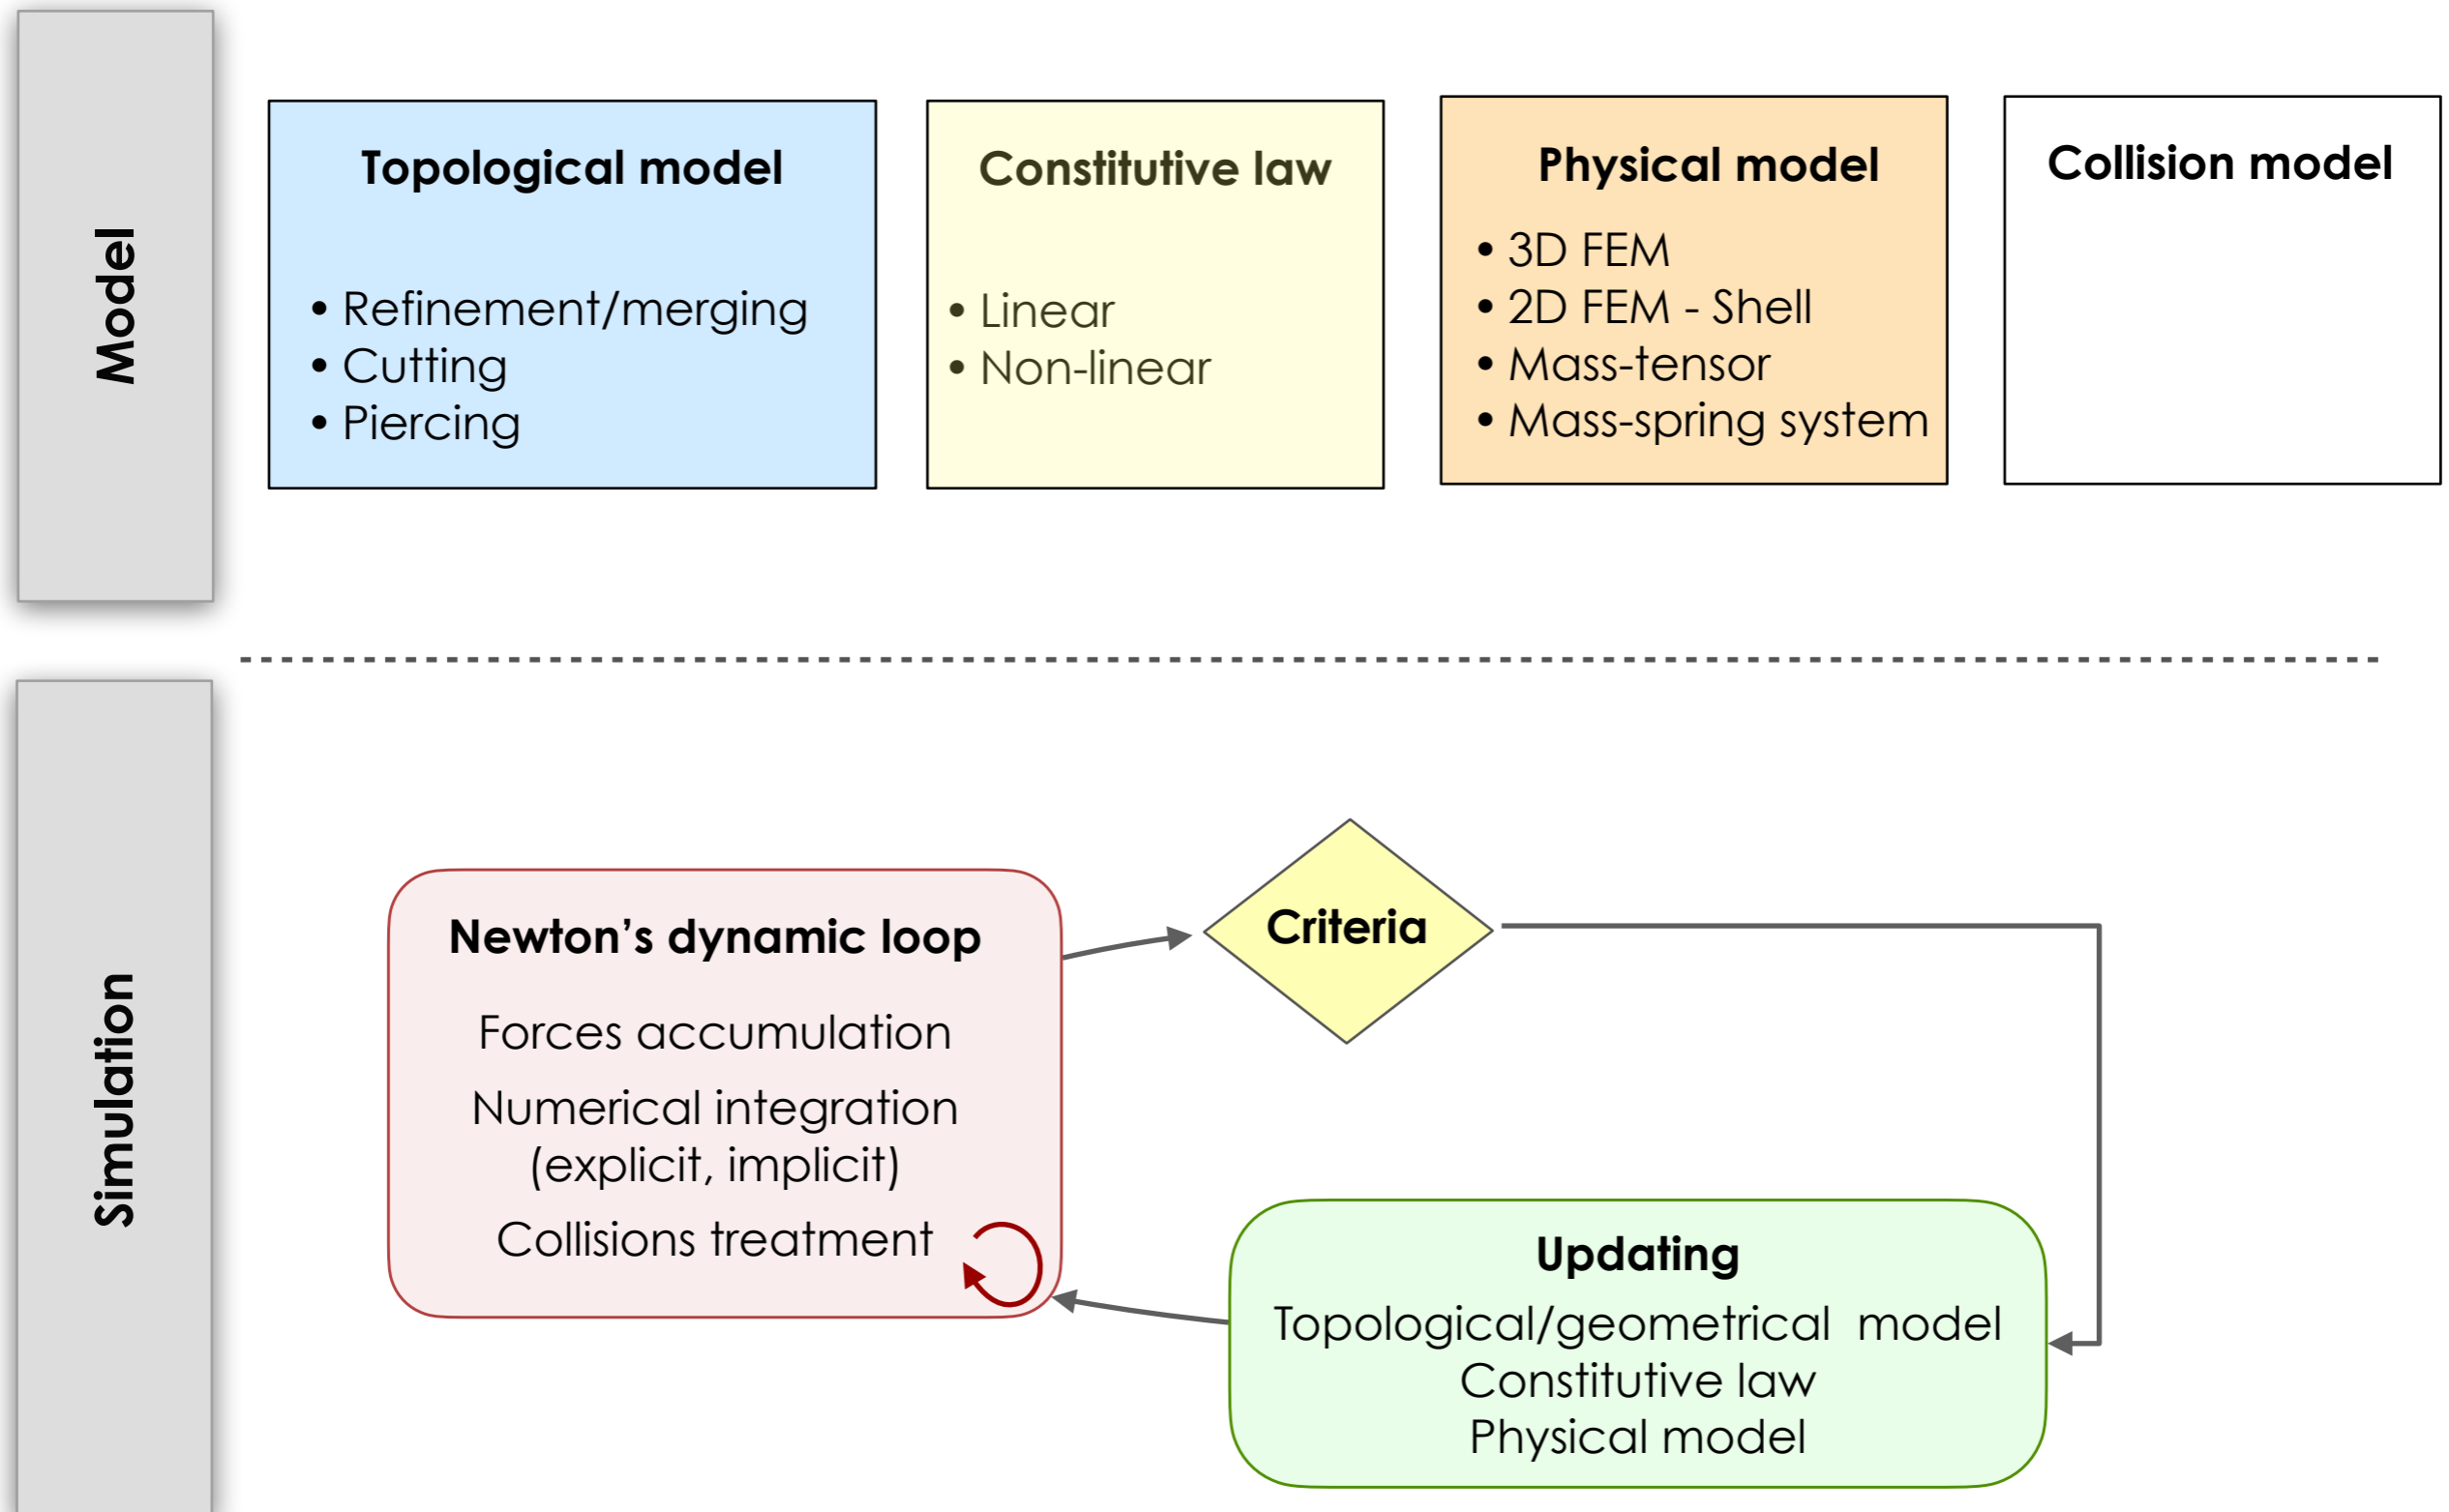 Model
Topological model
• Refinement/merging
• Cutting
• Piercing
Constitutive law
• Linear
• Non-linear
Physical model
• 3D FEM
• 2D FEM - Shell
• Mass-tensor
• Mass-spring system
Collision model
Simulation
Newton’s dynamic loop
Forces accumulation
Numerical integration
(explicit, implicit)
Collisions treatment
Criteria
Updating
Topological/geometrical model
Constitutive law
Physical model